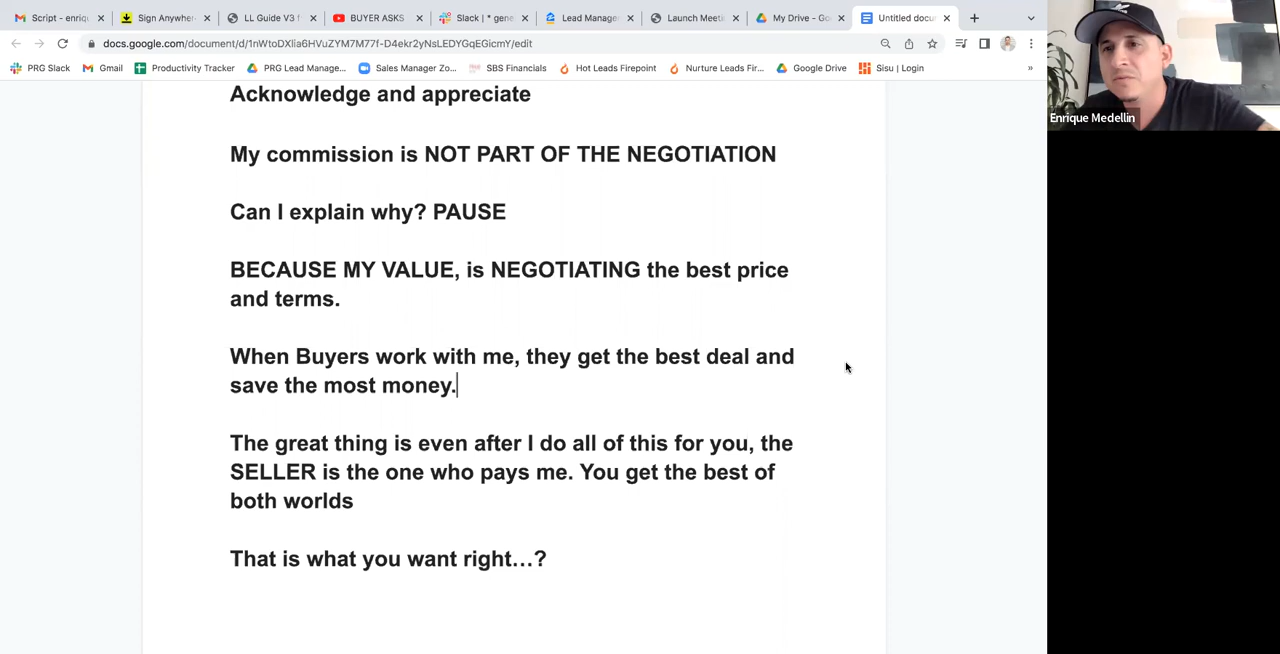 Script - enriq
Sign Anywher
LL Guide V3 f
BUYER ASKS
Slack | * gene
Lead Manage
Launch Meeti
My Drive - Go
Untitled docu
docs.google.com/document/d/1nWtoDXlia6HVuZYM7M77f-D4ekr2yNsLEDYGqEGicmY/edit
PRG Slack
Gmail
Productivity Tracker
PRG Lead Manage...
Sales Manager Zo...
SBS Financials
Hot Leads Firepoint
Nurture Leads Fir...
Google Drive
Sisu | Login
»
Enrique Medellin
Acknowledge and appreciate
My commission is NOT PART OF THE NEGOTIATION
Can I explain why? PAUSE
BECAUSE MY VALUE, is NEGOTIATING the best price
and terms.
When Buyers work with me, they get the best deal and
save the most money.
The great thing is even after I do all of this for you, the
SELLER is the one who pays me. You get the best of
both worlds
That is what you want right…?